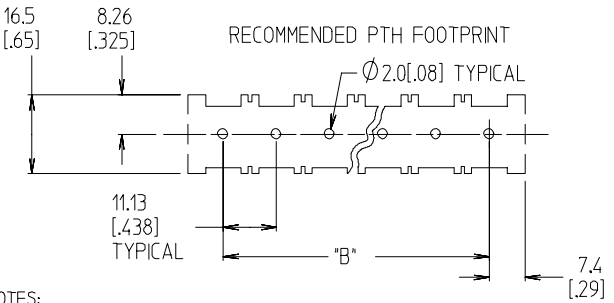 16.5
[.65]
8.26
[.325]
RECOMMENDED PTH FOOTPRINT
Ø2.0[.08] TYPICAL
11.13
[.438]
TYPICAL
"B"
7.4
[.29]
OTES: